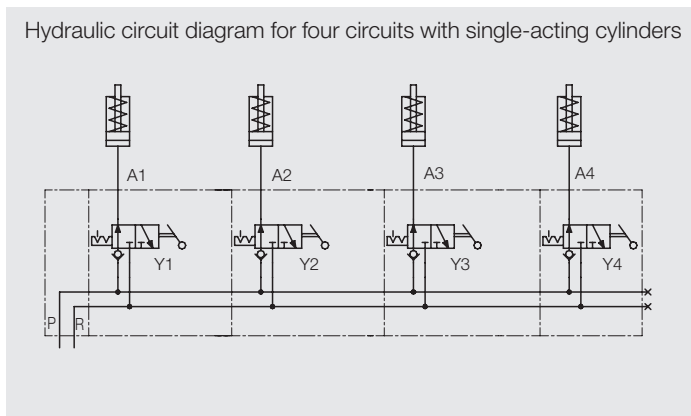 Hydraulic circuit diagram for four circuits with single-acting cylinders
A1 A2 A3 A4
Y1 Y2 Y3 Y4
P R